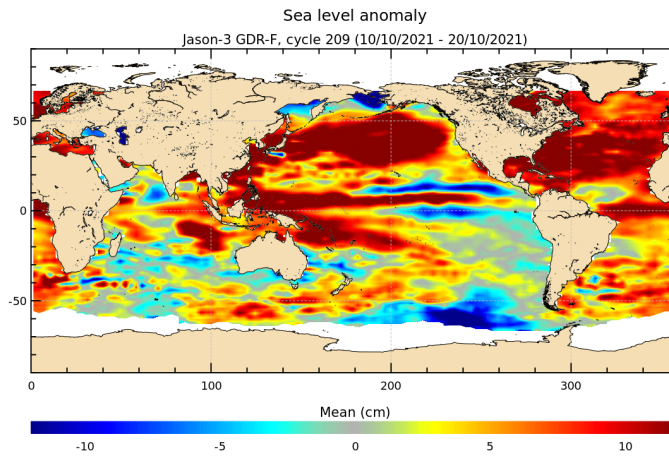 Sea level anomaly
Jason-3 GDR-F, cycle 209 (10/10/2021 - 20/10/2021)
50
0
-50
0 100 200 300
Mean (cm)
-10 -5 0 5 10